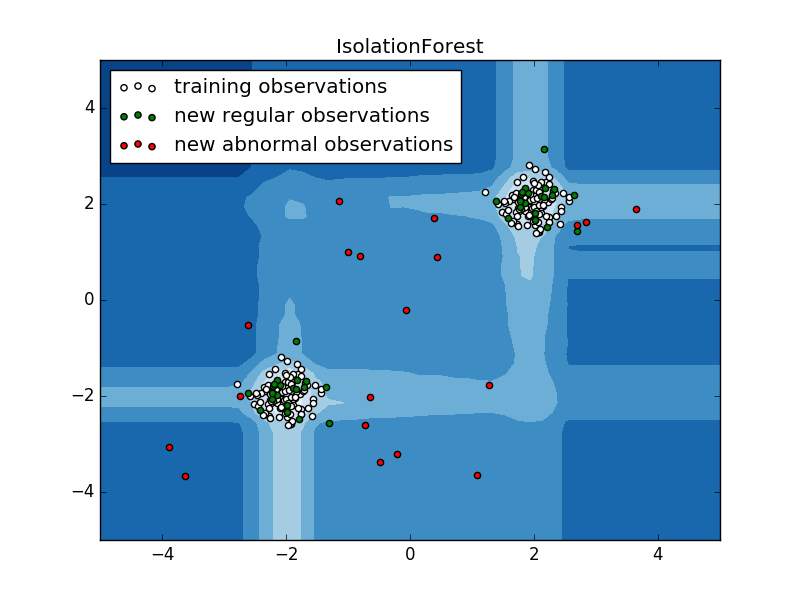 IsolationForest
training observations
new regular observations
new abnormal observations
4
2
0
−2
−4
−4 −2 0 2 4